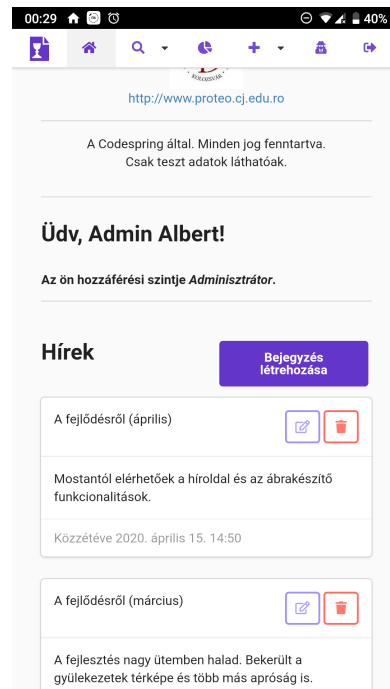 00:29
40%
KOLOZSVÁR
http://www.proteo.cj.edu.ro
A Codespring által. Minden jog fenntartva.
Csak teszt adatok láthatóak.
Üdv, Admin Albert!
Az ön hozzáférési szintje Adminisztrátor.
Hírek
Bejegyzés
létrehozása
A fejlődésről (április)
Mostantól elérhetőek a híroldal és az ábrakészítő
funkcionalitások.
Közzétéve 2020. április 15. 14:50
A fejlődésről (március)
A fejlesztés nagy ütemben halad. Bekerült a
gyülekezetek térképe és több más apróság is.